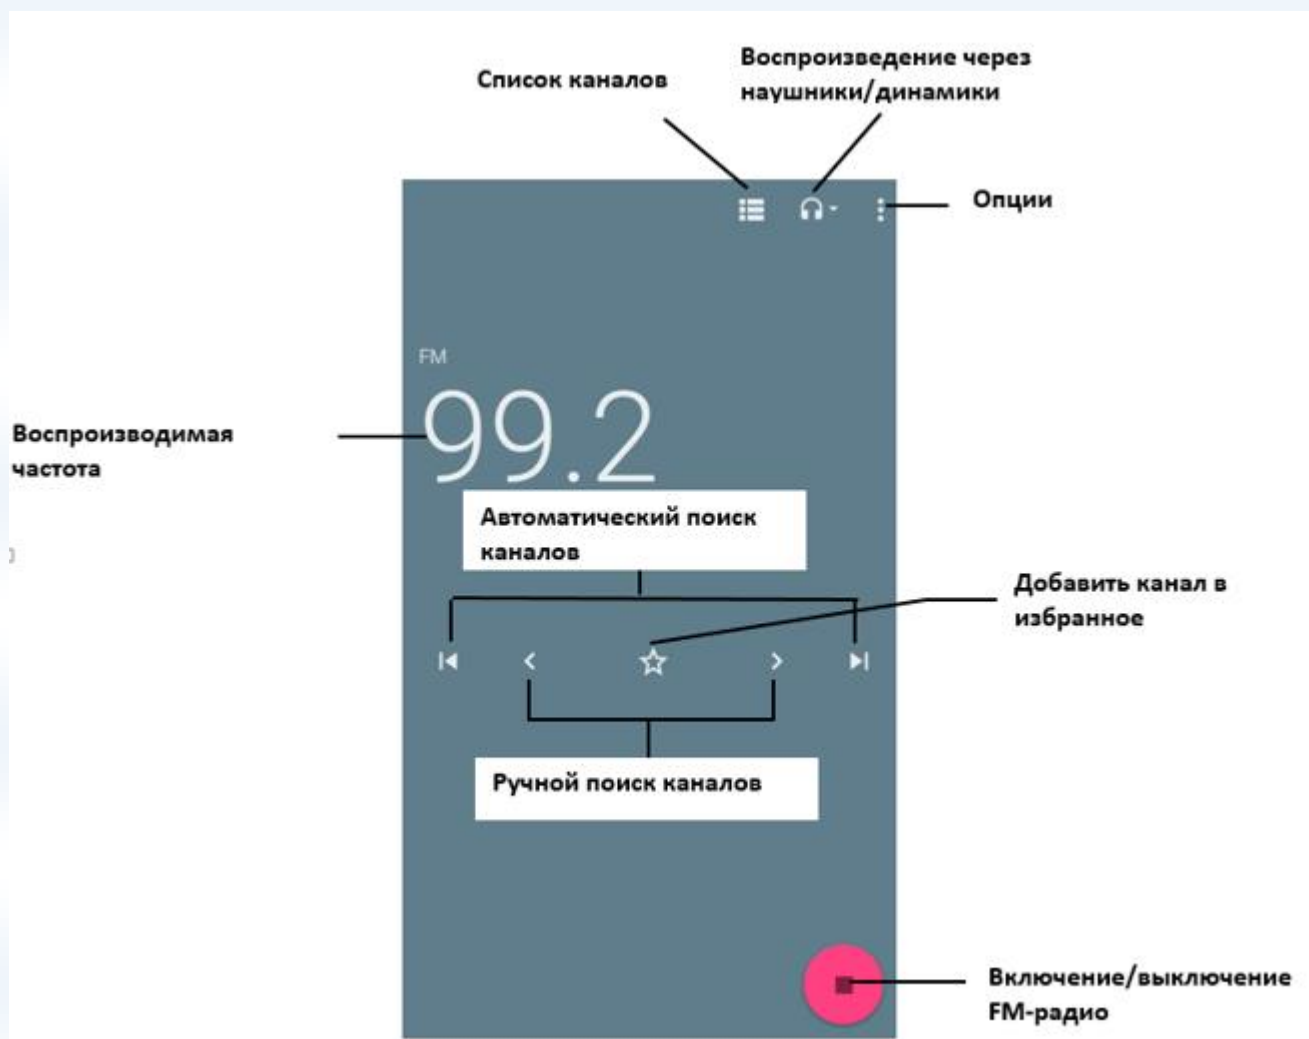 Воспроизведение через
наушники/динамики
Список каналов
Опции
FM
99.2
Воспроизводимая
частота
Автоматический поиск
каналов
Добавить канал в
избранное
Ручной поиск каналов
Включение/выключение
FM-радио